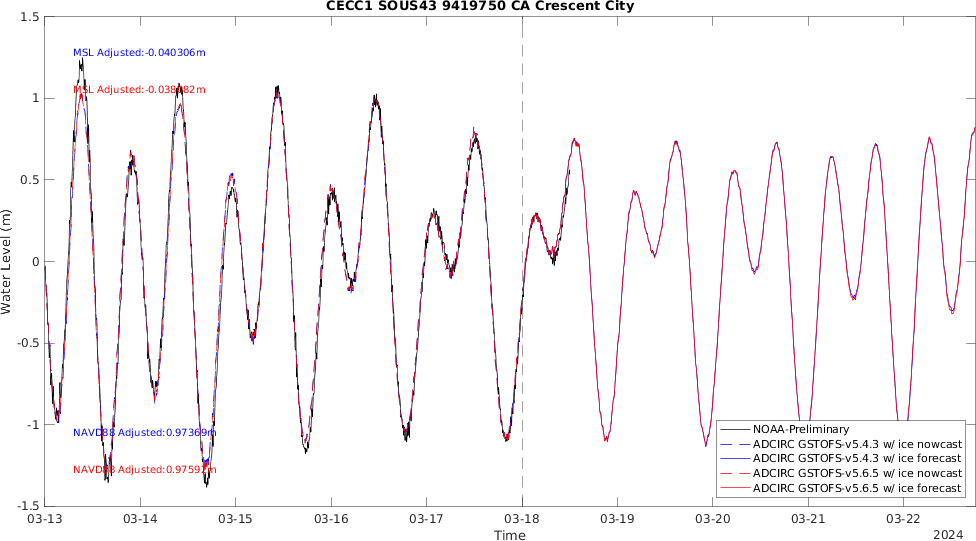 CECC1 SOUS43 9419750 CA Crescent City
1.5
1
0.5
0
-0.5
-1
-1.5
Water Level (m)
MSL Adjusted:-0.040306m
NAVD88 Adjusted:0.97369m
NOAA-Preliminary
ADCIRC GSTOFS-v5.4.3 w/ ice nowcast
ADCIRC GSTOFS-v5.4.3 w/ ice forecast
ADCIRC GSTOFS-v5.6.5 w/ ice nowcast
ADCIRC GSTOFS-v5.6.5 w/ ice forecast
MSL Adjusted:
NAVD88 Adjusted:
03-13 03-14 03-15 03-16 03-17 03-18 03-19 03-20 03-21 03-22
Time
2024